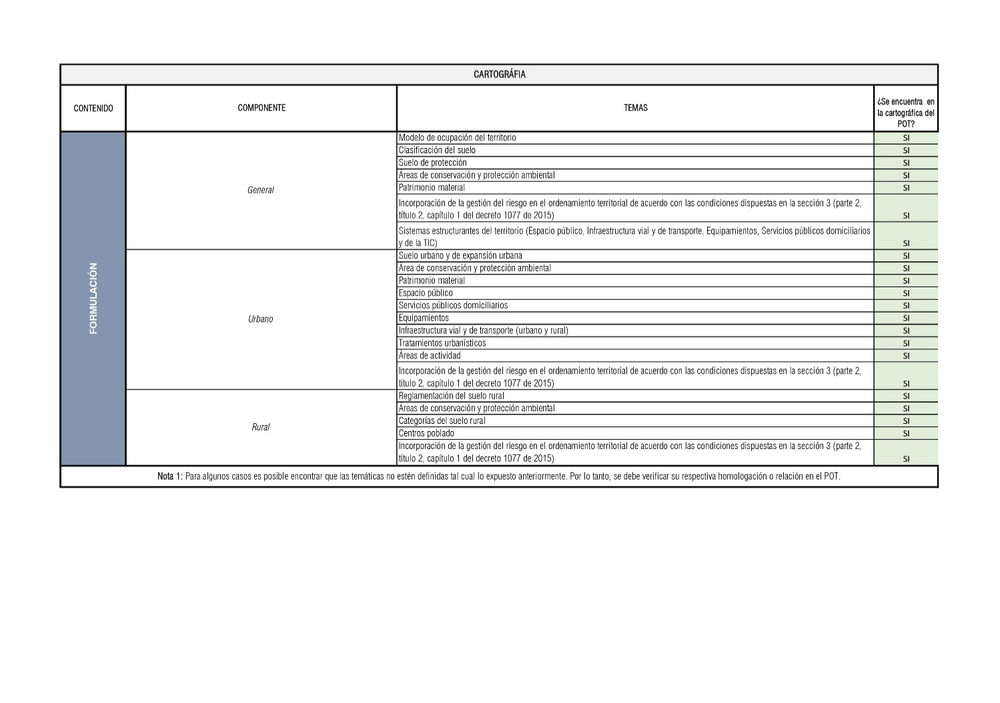 CARTOGRÁFIA
CONTENIDO
COMPONENTE
TEMAS
¿Se encuentra en
la cartográfica del
POT?
FORMULACIÓN
General
Modelo de ocupación del territorio
SI
Clasificación del suelo
SI
Suelo de protección
SI
Áreas de conservación y protección ambiental
SI
Patrimonio material
SI
Incorporación de la gestión del riesgo en el ordenamiento territorial de acuerdo con las condiciones dispuestas en la sección 3 (parte 2,
título 2, capítulo 1 del decreto 1077 de 2015)
SI
Sistemas estructurantes del territorio (Espacio público, Infraestructura vial y de transporte, Equipamientos, Servicios públicos domiciliarios
y de la TIC)
SI
Urbano
Suelo urbano y de expansión urbana
SI
Área de conservación y protección ambiental
SI
Patrimonio material
SI
Espacio público
SI
Servicios públicos domiciliarios
SI
Equipamientos
SI
Infraestructura vial y de transporte (urbano y rural)
SI
Tratamientos urbanísticos
SI
Áreas de actividad
SI
Incorporación de la gestión del riesgo en el ordenamiento territorial de acuerdo con las condiciones dispuestas en la sección 3 (parte 2,
título 2, capítulo 1 del decreto 1077 de 2015)
SI
Rural
Reglamentación del suelo rural
SI
Áreas de conservación y protección ambiental
SI
Categorías del suelo rural
SI
Centros poblado
SI
Incorporación de la gestión del riesgo en el ordenamiento territorial de acuerdo con las condiciones dispuestas en la sección 3 (parte 2,
título 2, capítulo 1 del decreto 1077 de 2015)
SI
Nota 1: Para algunos casos es posible encontrar que las temáticas no estén definidas tal cual lo expuesto anteriormente. Por lo tanto, se debe verificar su respectiva homologación o relación en el POT.